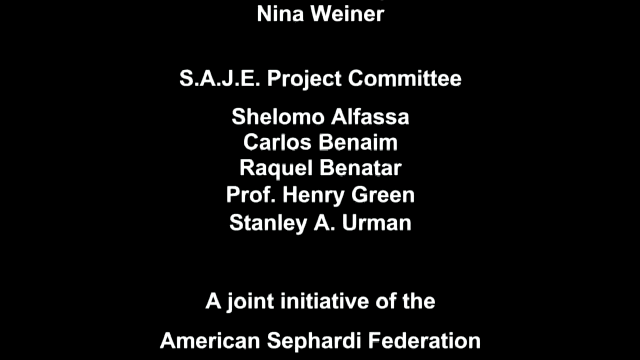 Nina Weiner
S.A.J.E. Project Committee
Shelomo Alfassa
Carlos Benaim
Raquel Benatar
Prof. Henry Green
Stanley A. Urman
A joint initiative of the
American Sephardi Federation